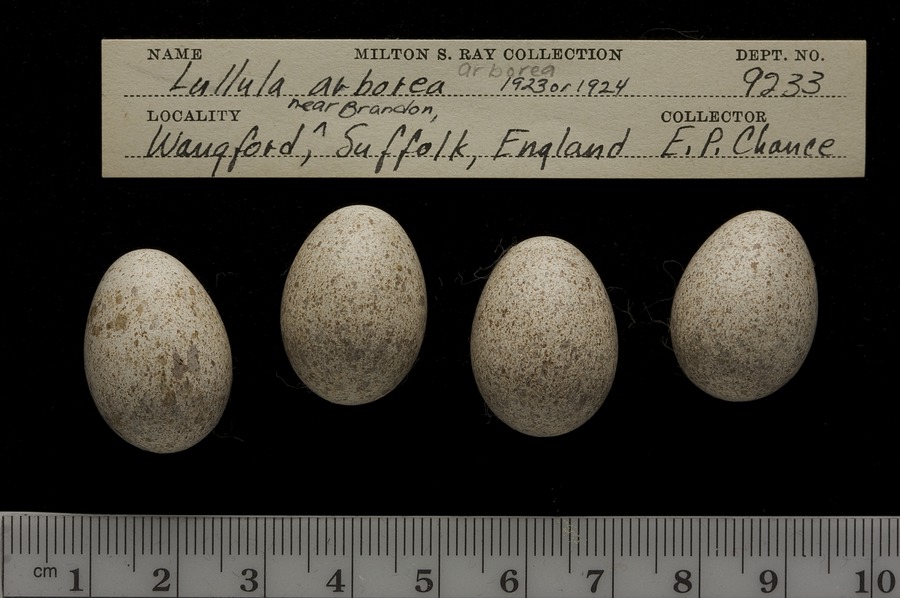 NAME MILTON S. RAY COLLECTION DEPT. NO.
arborea
Lullula arborea 1923 or 1924 9233
near Brandon,
LOCALITY COLLECTOR
Wangford, ^ Suffolk, England E. P. Chance
cm 1 2 3 4 5 6 7 8 9 10